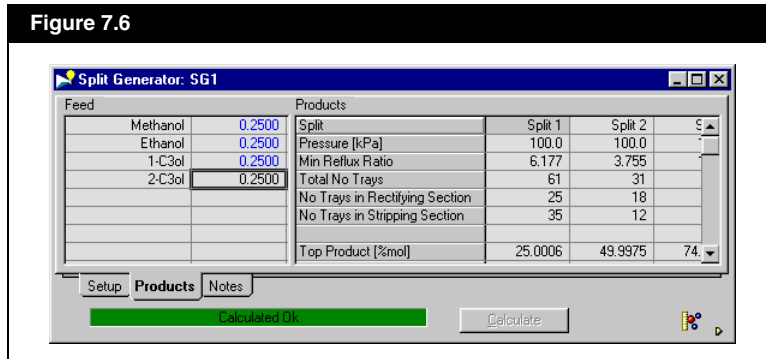 Figure 7.6
Split Generator: SG1
Feed Products
Methanol 0.2500 Split Split 1 Split 2
Ethanol 0.2500 Pressure [kPa] 100.0 100.0
1-C3ol 0.2500 Min Reflux Ratio 6.177 3.755
2-C3ol 0.2500 Total No Trays 61 31
No Trays in Rectifying Section 25 18
No Trays in Stripping Section 35 12
Top Product [%mol] 25.0006 49.9975 74.
Setup Products Notes
Calculated Ok Calculate